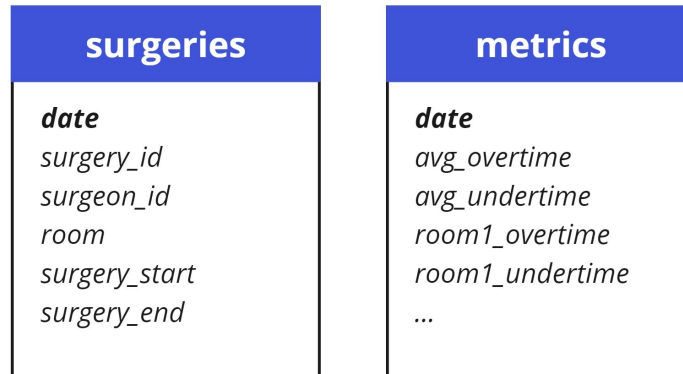 surgeries
date
surgery_id
surgeon_id
room
surgery_start
surgery_end
metrics
date
avg_overtime
avg_undertime
room1_overtime
room1_undertime
...